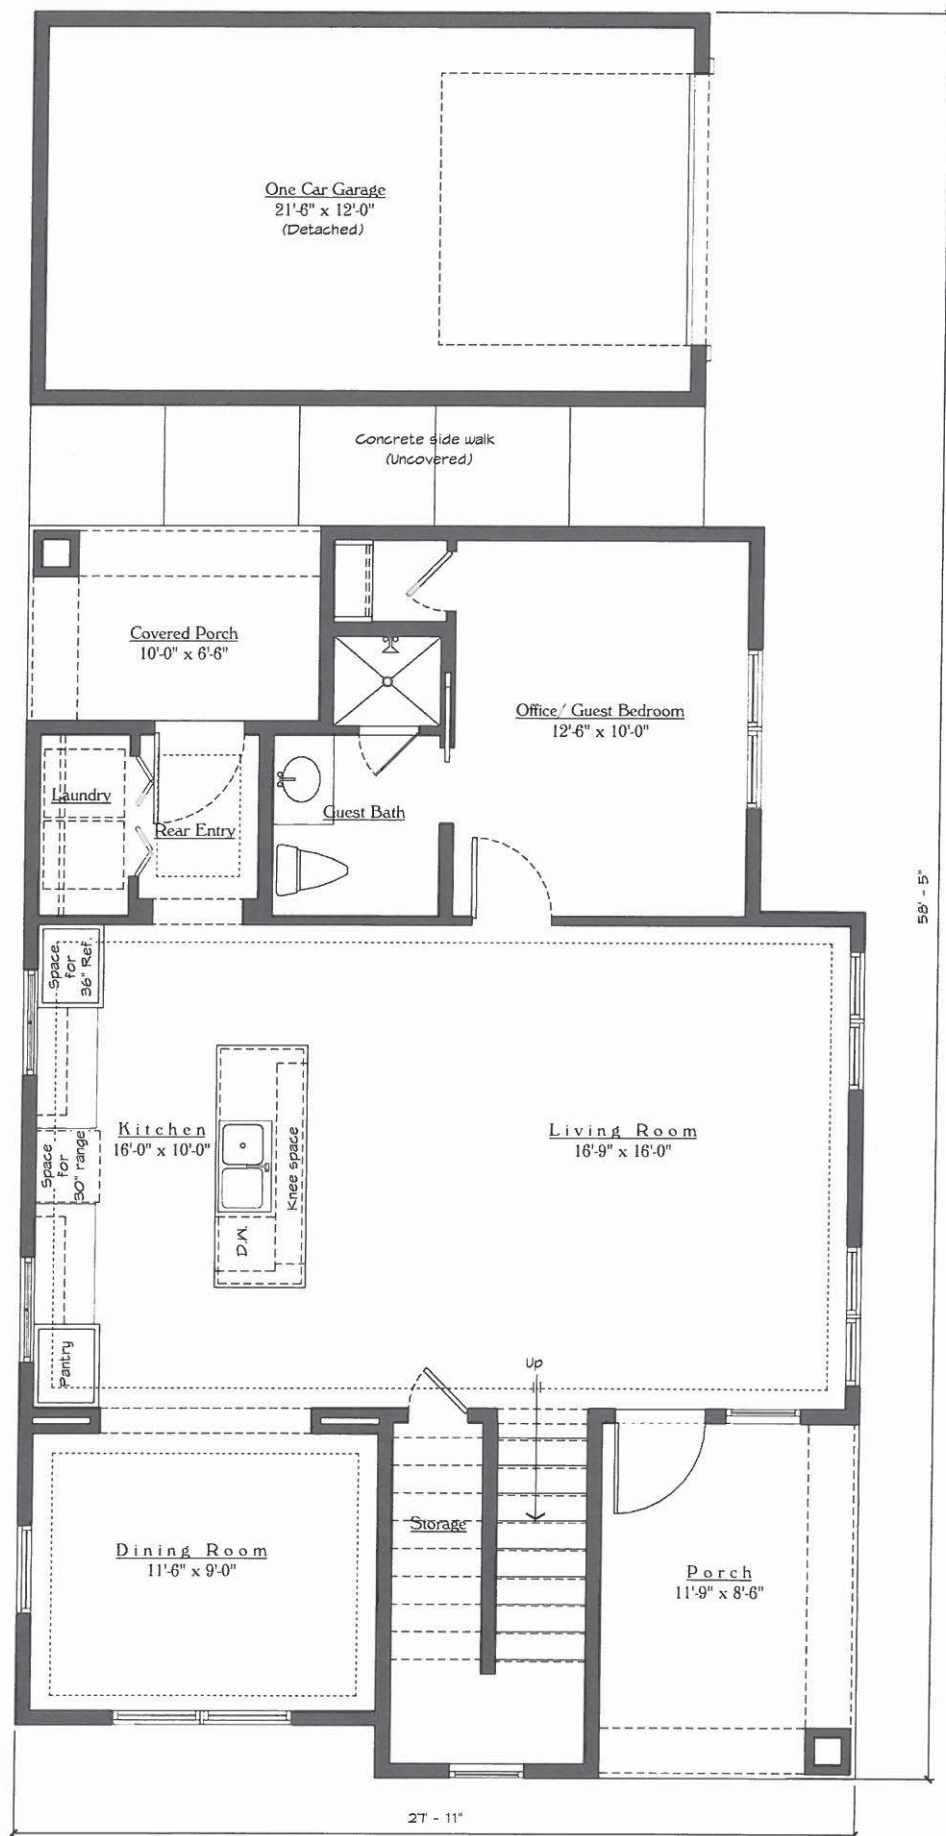 One Car Garage
21'-6" x 12'-0"
(Detached)
Concrete side walk
(Uncovered)
Covered Porch
10'-0" x 6'-6"
Office/ Guest Bedroom
12'-6" x 10'-0"
Laundry
Rear Entry
Guest Bath
58' - 5"
Space
for
36" Ref.
Kitchen
16'-0" x 10'-0"
Living Room
16'-9" x 16'-0"
Space
for
30" range
Knee space
D.W.
Pantry
Up
Storage
Dining Room
11'-6" x 9'-0"
Porch
11'-9" x 8'-6"
27' - 11"